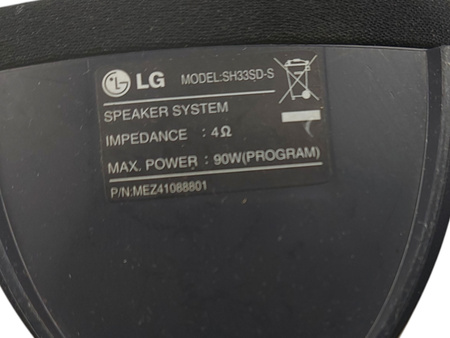 LG MODEL:SH33SD-S
SPEAKER SYSTEM
IMPEDANCE : 4Ω
MAX. POWER : 90W(PROGRAM)
P/N:MEZ41088801